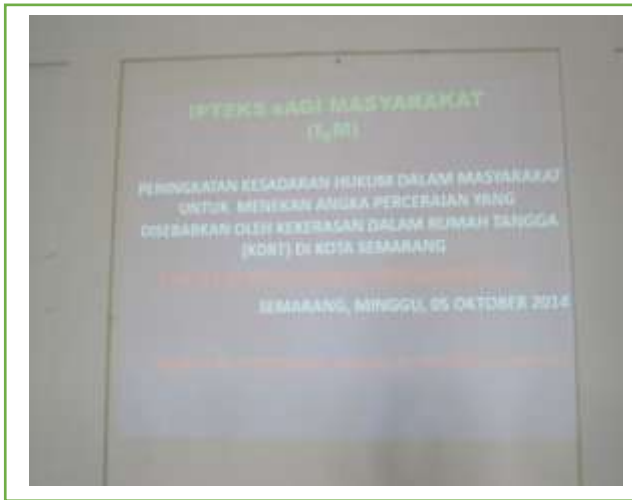 IPTEKS BAGI MASYARAKAT
(IbM)
PENINGKATAN KESADARAN HUKUM DALAM MASYARAKAT
UNTUK MENEKAN ANGKA PERCERAIAN YANG
DISEBABKAN OLEH KEKERASAN DALAM RUMAH TANGGA
(KDRT) DI KOTA SEMARANG
SEMARANG, MINGGU, 05 OKTOBER 2014